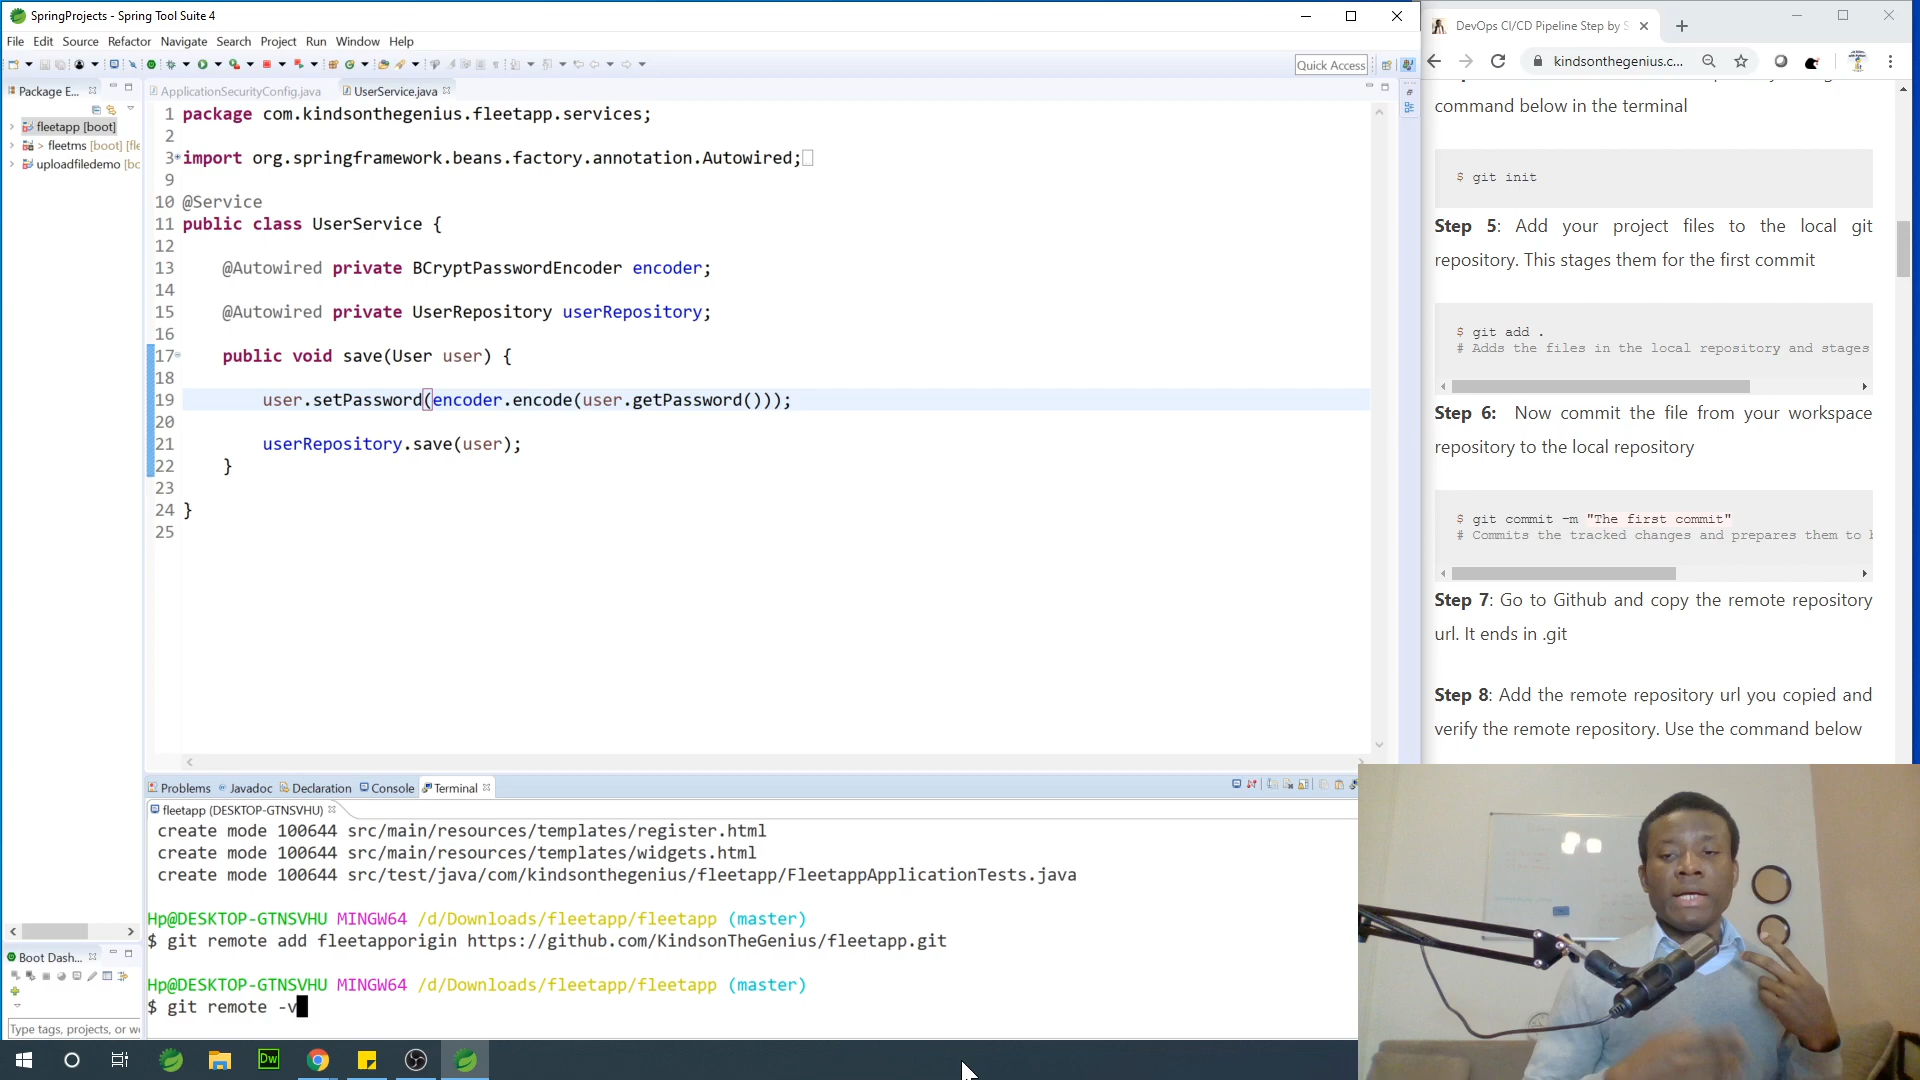 SpringProjects - Spring Tool Suite 4
File Edit Source Refactor Navigate Search Project Run Window Help
Quick Access
Package E...
fleetapp [boot]
> fleetms [boot] [fle
uploadfiledemo [bo
ApplicationSecurityConfig.java
UserService.java
1 package com.kindsonthegenius.fleetapp.services;
2
3 import org.springframework.beans.factory.annotation.Autowired;
9
10 @Service
11 public class UserService {
12
13 @Autowired private BCryptPasswordEncoder encoder;
14
15 @Autowired private UserRepository userRepository;
16
17 public void save(User user) {
18
19 user.setPassword(encoder.encode(user.getPassword()));
20
21 userRepository.save(user);
22 }
23
24 }
25
Problems Javadoc Declaration Console Terminal
fleetapp (DESKTOP-GTNSVHU)
create mode 100644 src/main/resources/templates/register.html
create mode 100644 src/main/resources/templates/widgets.html
create mode 100644 src/test/java/com/kindsonthegenius/fleetapp/FleetappApplicationTests.java
Hp@DESKTOP-GTNSVHU MINGW64 /d/Downloads/fleetapp/fleetapp (master)
$ git remote add fleetapporigin https://github.com/KindsonTheGenius/fleetapp.git
Hp@DESKTOP-GTNSVHU MINGW64 /d/Downloads/fleetapp/fleetapp (master)
$ git remote -v
Boot Dash...
Type tags, projects, or wo
Dw
DevOps CI/CD Pipeline Step by S
kindsonthegenius.c...
command below in the terminal
$ git init
Step 5: Add your project files to the local git
repository. This stages them for the first commit
$ git add .
# Adds the files in the local repository and stages
Step 6: Now commit the file from your workspace
repository to the local repository
$ git commit -m "The first commit"
# Commits the tracked changes and prepares them to b
Step 7: Go to Github and copy the remote repository
url. It ends in .git
Step 8: Add the remote repository url you copied and
verify the remote repository. Use the command below